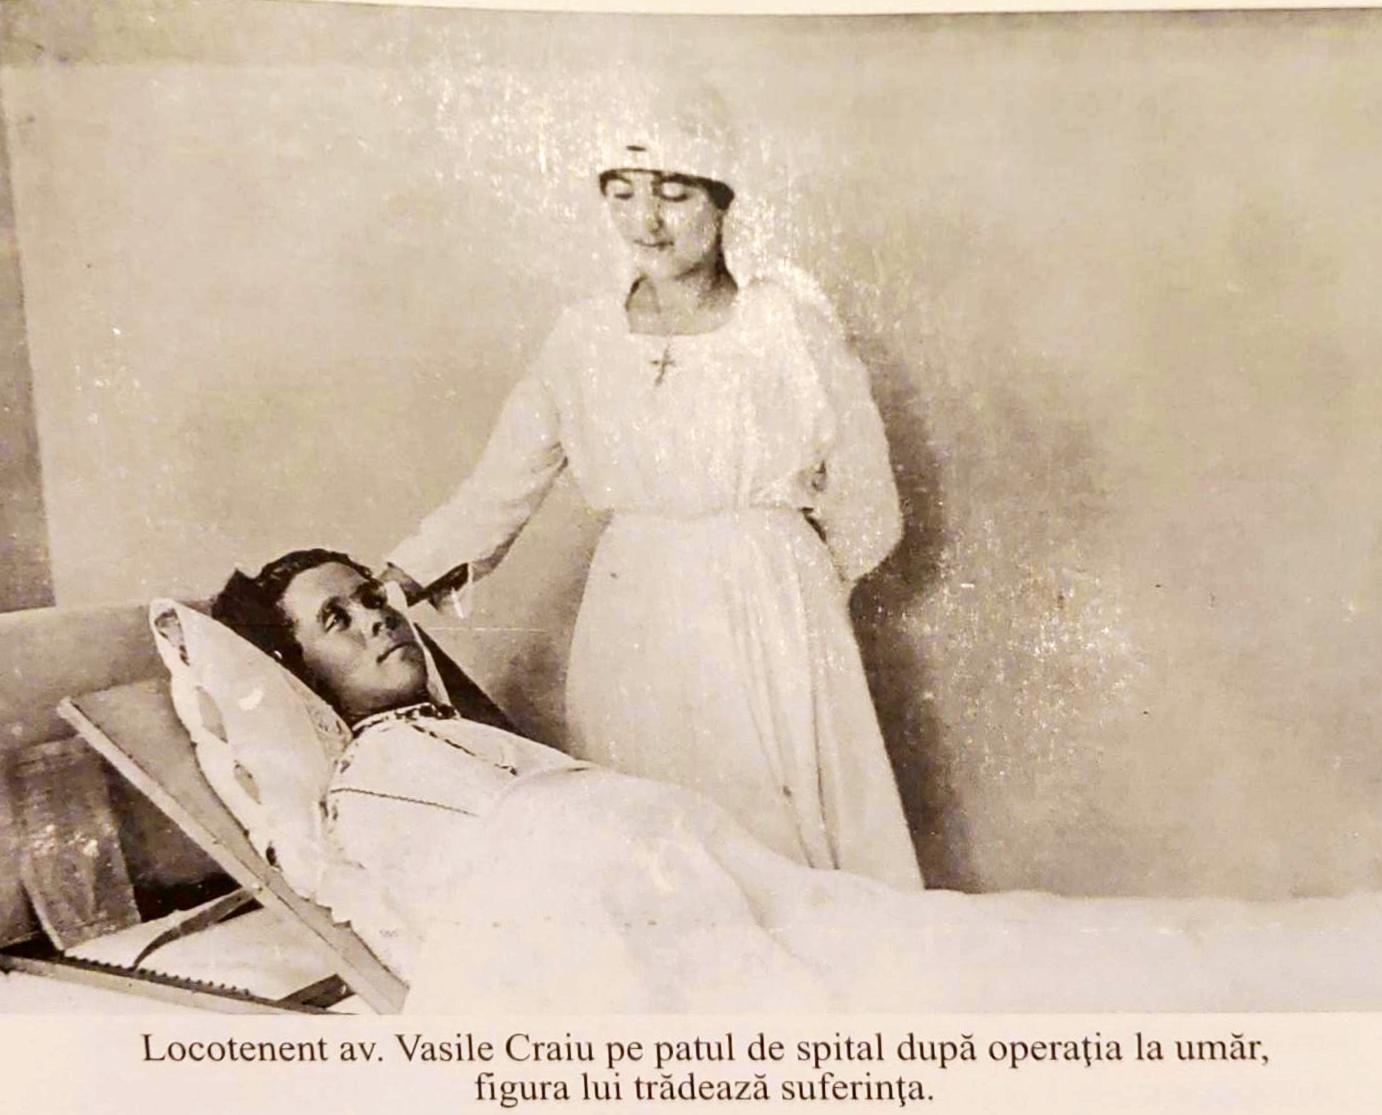 Locotenent av. Vasile Craiu pe patul de spital după operaţia la umăr,
figura lui trădează suferinţa.